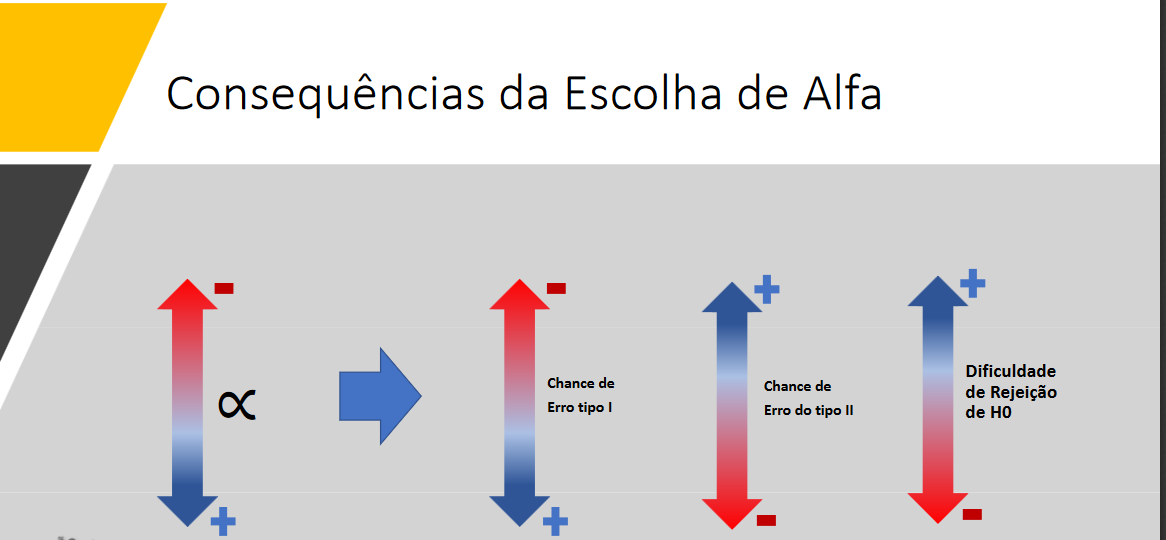 Consequências da Escolha de Alfa
∝
Chance de
Erro tipo I
Chance de
Erro do tipo II
Dificuldade
de Rejeição
de H0